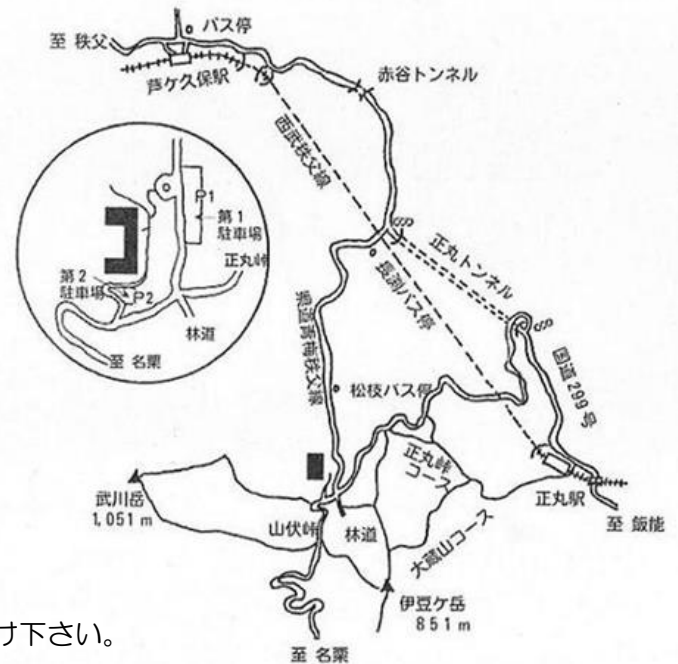 バス停
至 秩父
芦ケ久保駅
赤谷トンネル
西武秩父線
P1
第1
駐車場
正丸峠
第2
駐車場
P2
林道
至 名栗
正丸トンネル
長渕バス停
県道青梅秩父線
国道299号
松枝バス停
正丸峠
コース
武川岳
1,051m
山伏峠
林道
大蔵山コース
正丸駅
至 飯能
伊豆ケ岳
851m
至 名栗
け下さい。